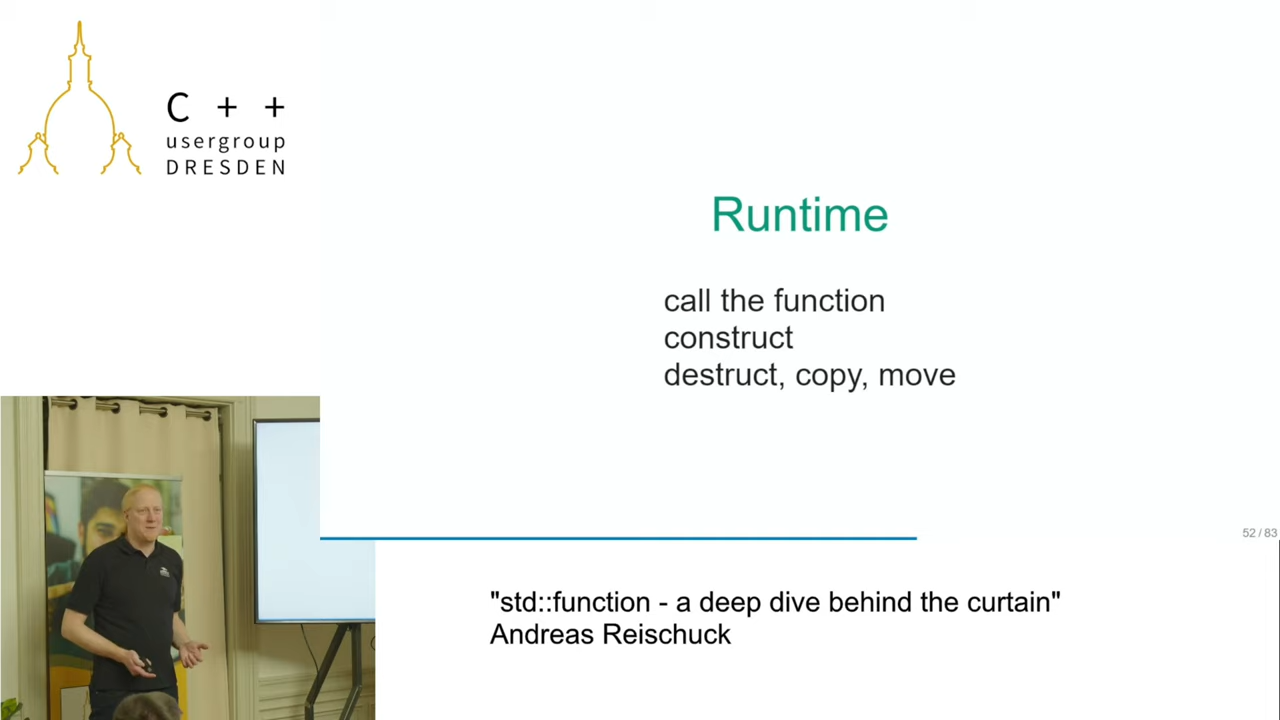 C + +
usergroup
DRESDEN
Runtime
call the function
construct
destruct, copy, move
52 / 83
"std::function - a deep dive behind the curtain"
Andreas Reischuck